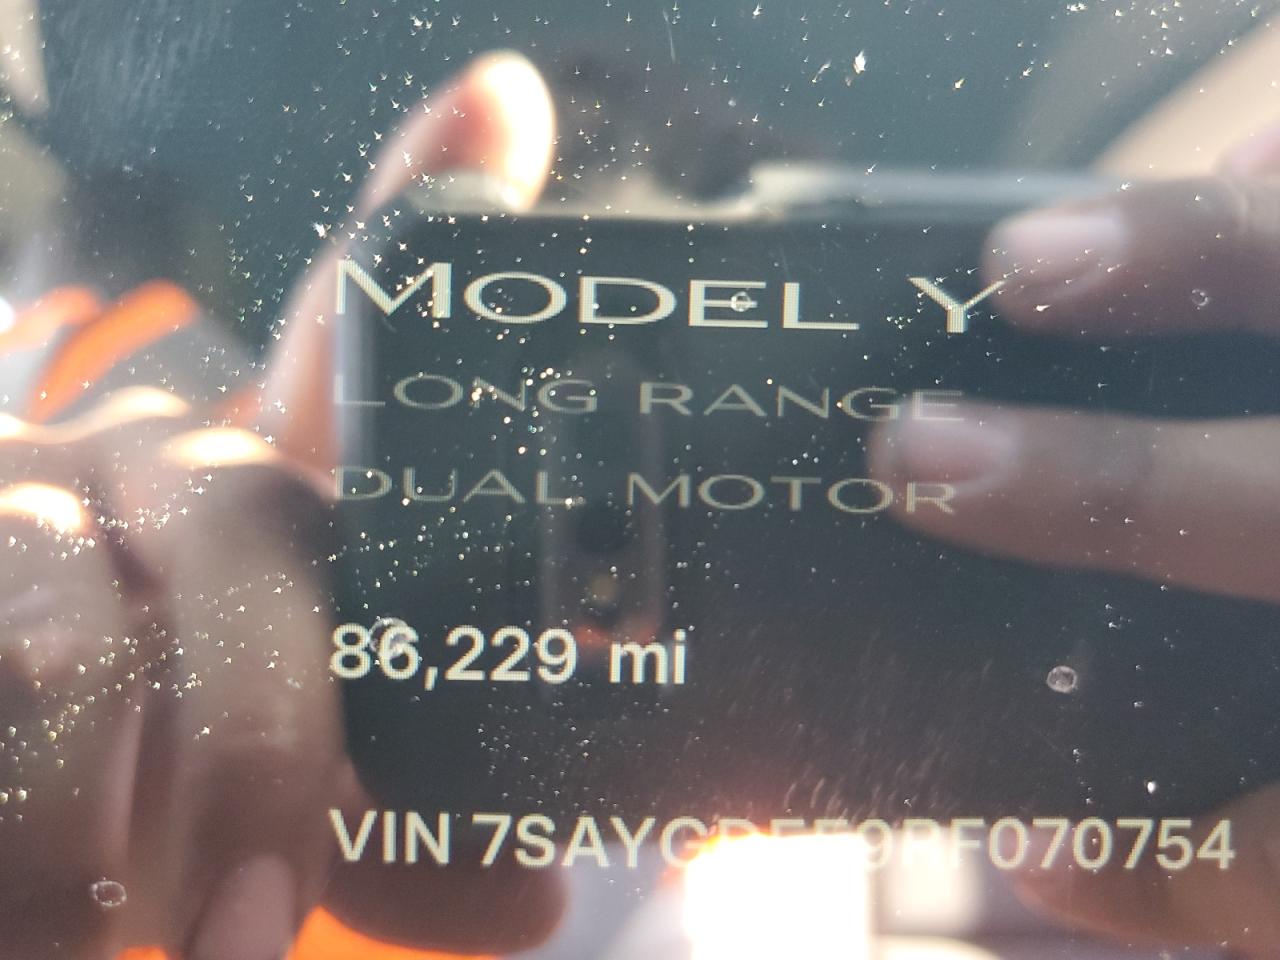 MODEL Y
LONG RANGE
DUAL MOTOR
86,229 mi
VIN